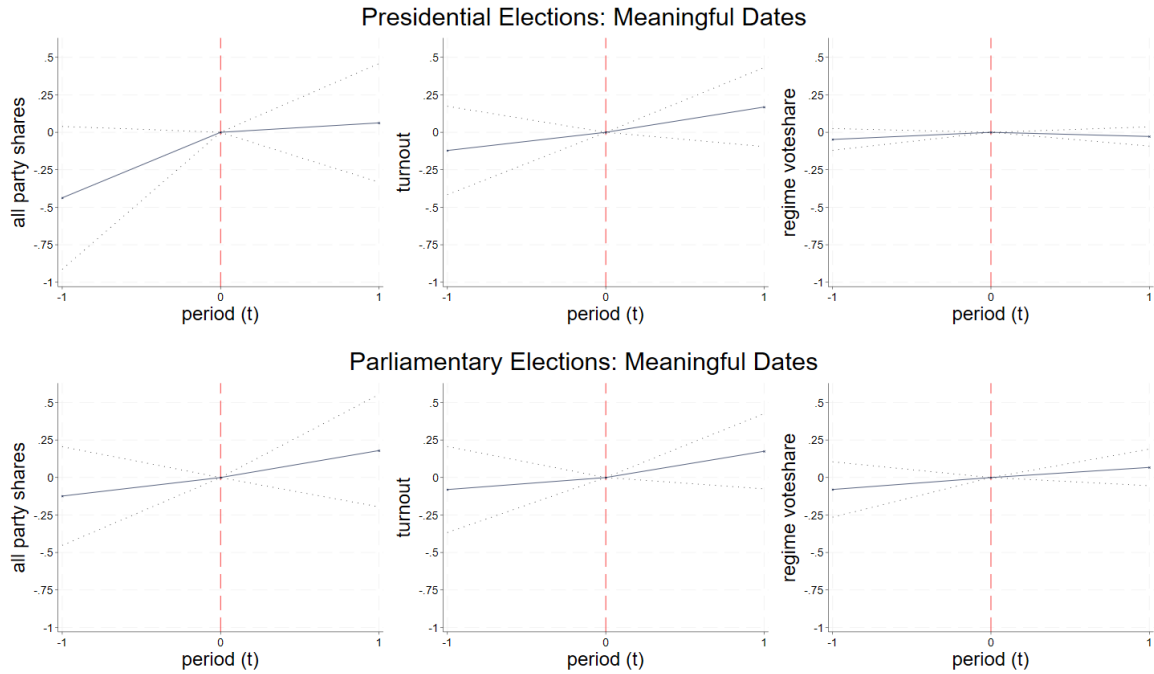 Presidential Elections: Meaningful Dates
all party shares
.5
.25
0
-.25
-.5
-.75
-1
-1 0 1
period (t)
turnout
.5
.25
0
-.25
-.5
-.75
-1
-1 0 1
period (t)
regime voteshare
.5
.25
0
-.25
-.5
-.75
-1
-1 0 1
period (t)
Parliamentary Elections: Meaningful Dates
all party shares
.5
.25
0
-.25
-.5
-.75
-1
-1 0 1
period (t)
turnout
.5
.25
0
-.25
-.5
-.75
-1
-1 0 1
period (t)
regime voteshare
.5
.25
0
-.25
-.5
-.75
-1
-1 0 1
period (t)